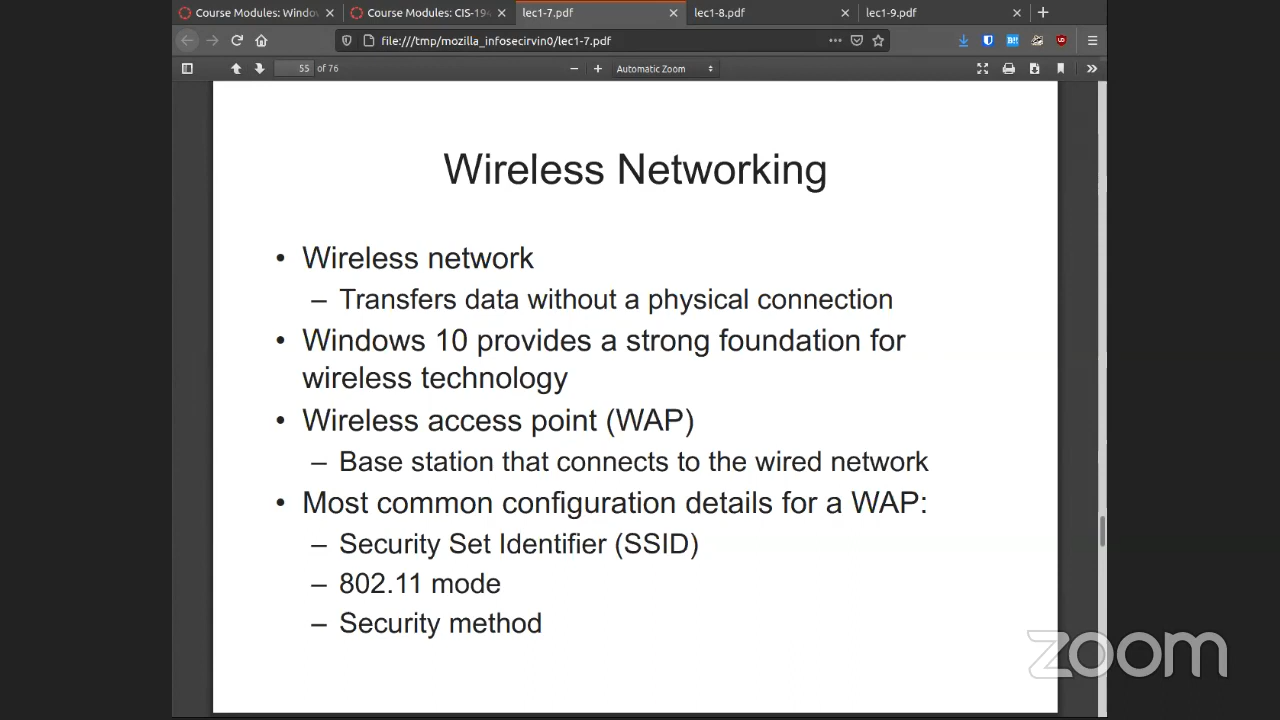 Course Modules: Windo
Course Modules: CIS-194
lec1-7.pdf
lec1-8.pdf
lec1-9.pdf
file:///tmp/mozilla_infosecirvin0/lec1-7.pdf
55 of 76
Automatic Zoom
Wireless Networking
• Wireless network
– Transfers data without a physical connection
• Windows 10 provides a strong foundation for
wireless technology
• Wireless access point (WAP)
– Base station that connects to the wired network
• Most common configuration details for a WAP:
– Security Set Identifier (SSID)
– 802.11 mode
– Security method
zoom